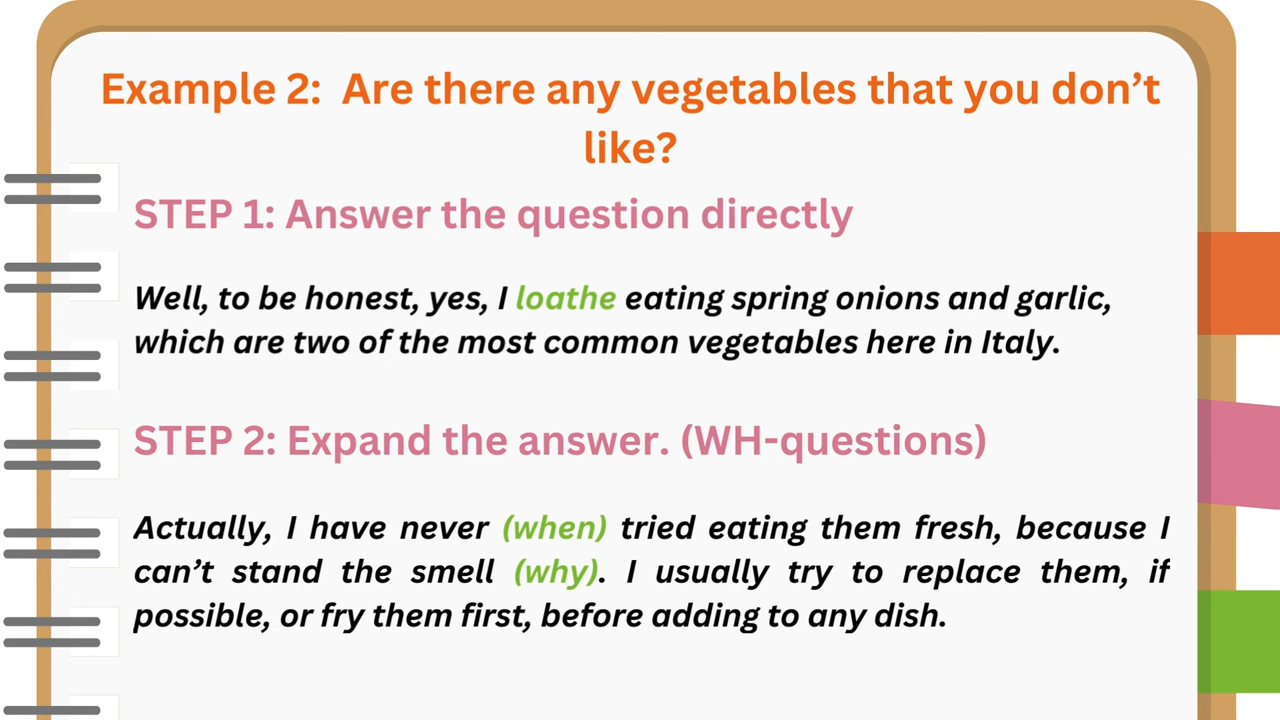 Example 2: Are there any vegetables that you don’t
like?
STEP 1: Answer the question directly
Well, to be honest, yes, I loathe eating spring onions and garlic,
which are two of the most common vegetables here in Italy.
STEP 2: Expand the answer. (WH-questions)
Actually, I have never (when) tried eating them fresh, because I
can’t stand the smell (why). I usually try to replace them, if
possible, or fry them first, before adding to any dish.